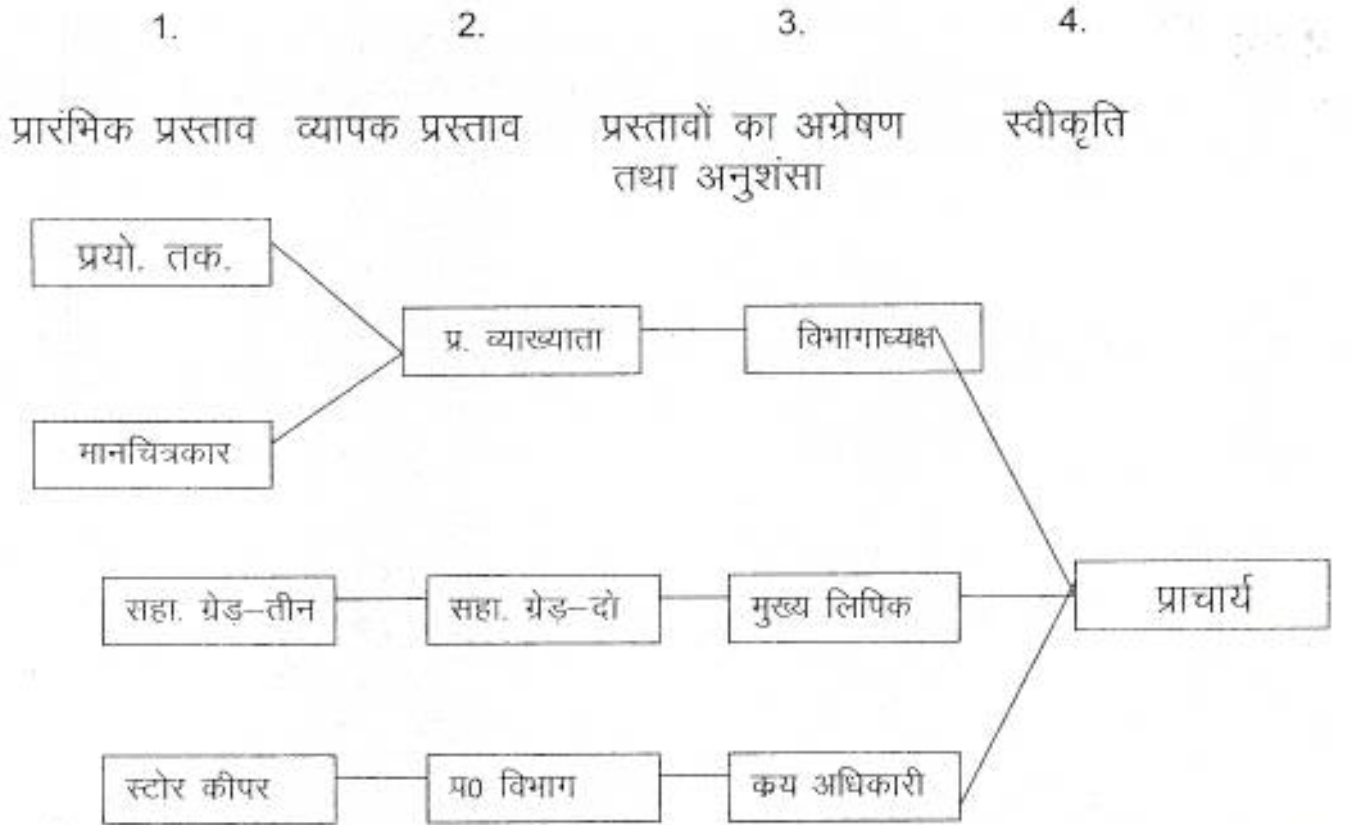 1. 2. 3. 4.
प्रारंभिक प्रस्ताव व्यापक प्रस्ताव प्रस्तावों का अग्रेषण स्वीकृति
तथा अनुशंसा
प्रयो. तक.
प्र. व्याख्याता विभागाध्यक्ष
मानचित्रकार
सहा. ग्रेड-तीन सहा. ग्रेड-दो मुख्य लिपिक प्राचार्य
स्टोर कीपर प्र0 विभाग क्रय अधिकारी